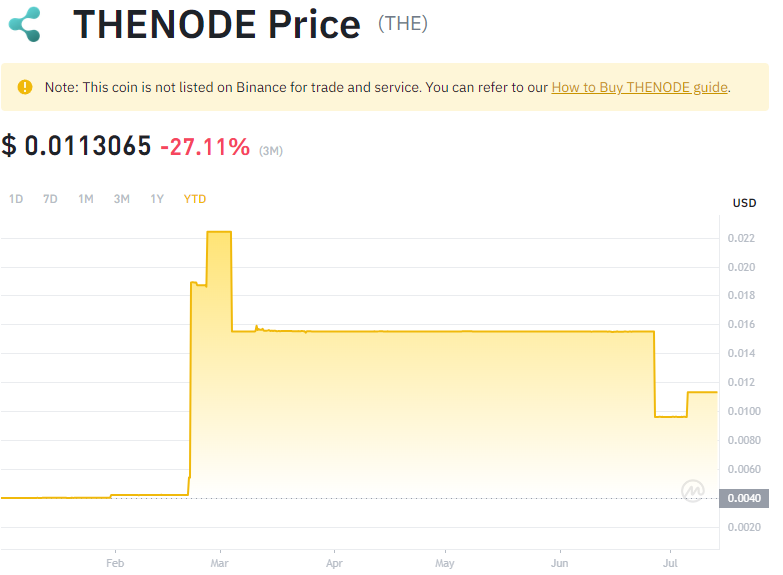 THENODE Price (THE)
Note: This coin is not listed on Binance for trade and service. You can refer to our How to Buy THENODE guide.
$ 0.0113065 -27.11% (3M)
1D 7D 1M 3M 1Y YTD
USD
0.022
0.020
0.018
0.016
0.014
0.012
0.0100
0.0080
0.0060
0.0040
0.0020
Feb Mar Apr May Jun Jul